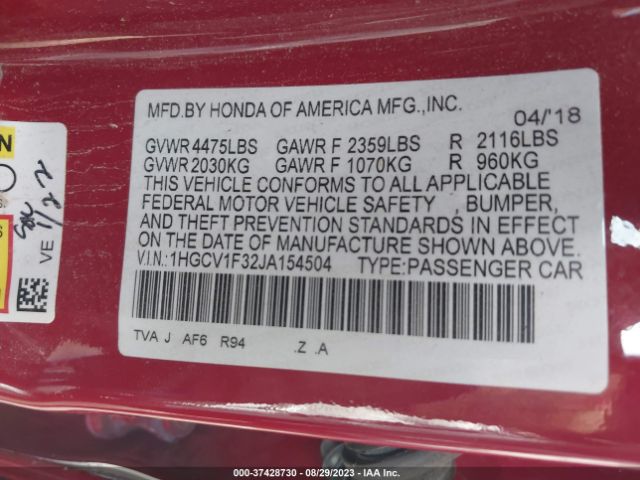 MFD.BY HONDA OF AMERICA MFG.,INC. 04/'18
GVWR 4475LBS GAWR F 2359LBS R 2116LBS
GVWR 2030KG GAWR F 1070KG R 960KG
THIS VEHICLE CONFORMS TO ALL APPLICABLE
FEDERAL MOTOR VEHICLE SAFETY , BUMPER,
AND THEFT PREVENTION STANDARDS IN EFFECT
ON THE DATE OF MANUFACTURE SHOWN ABOVE.
V.I.N.:1HGCV1F32JA154504 TYPE:PASSENGER CAR
TVA J AF6 R94 .Z .A
VE 1/22
000-37428730 - 08/29/2023 - IAA Inc.